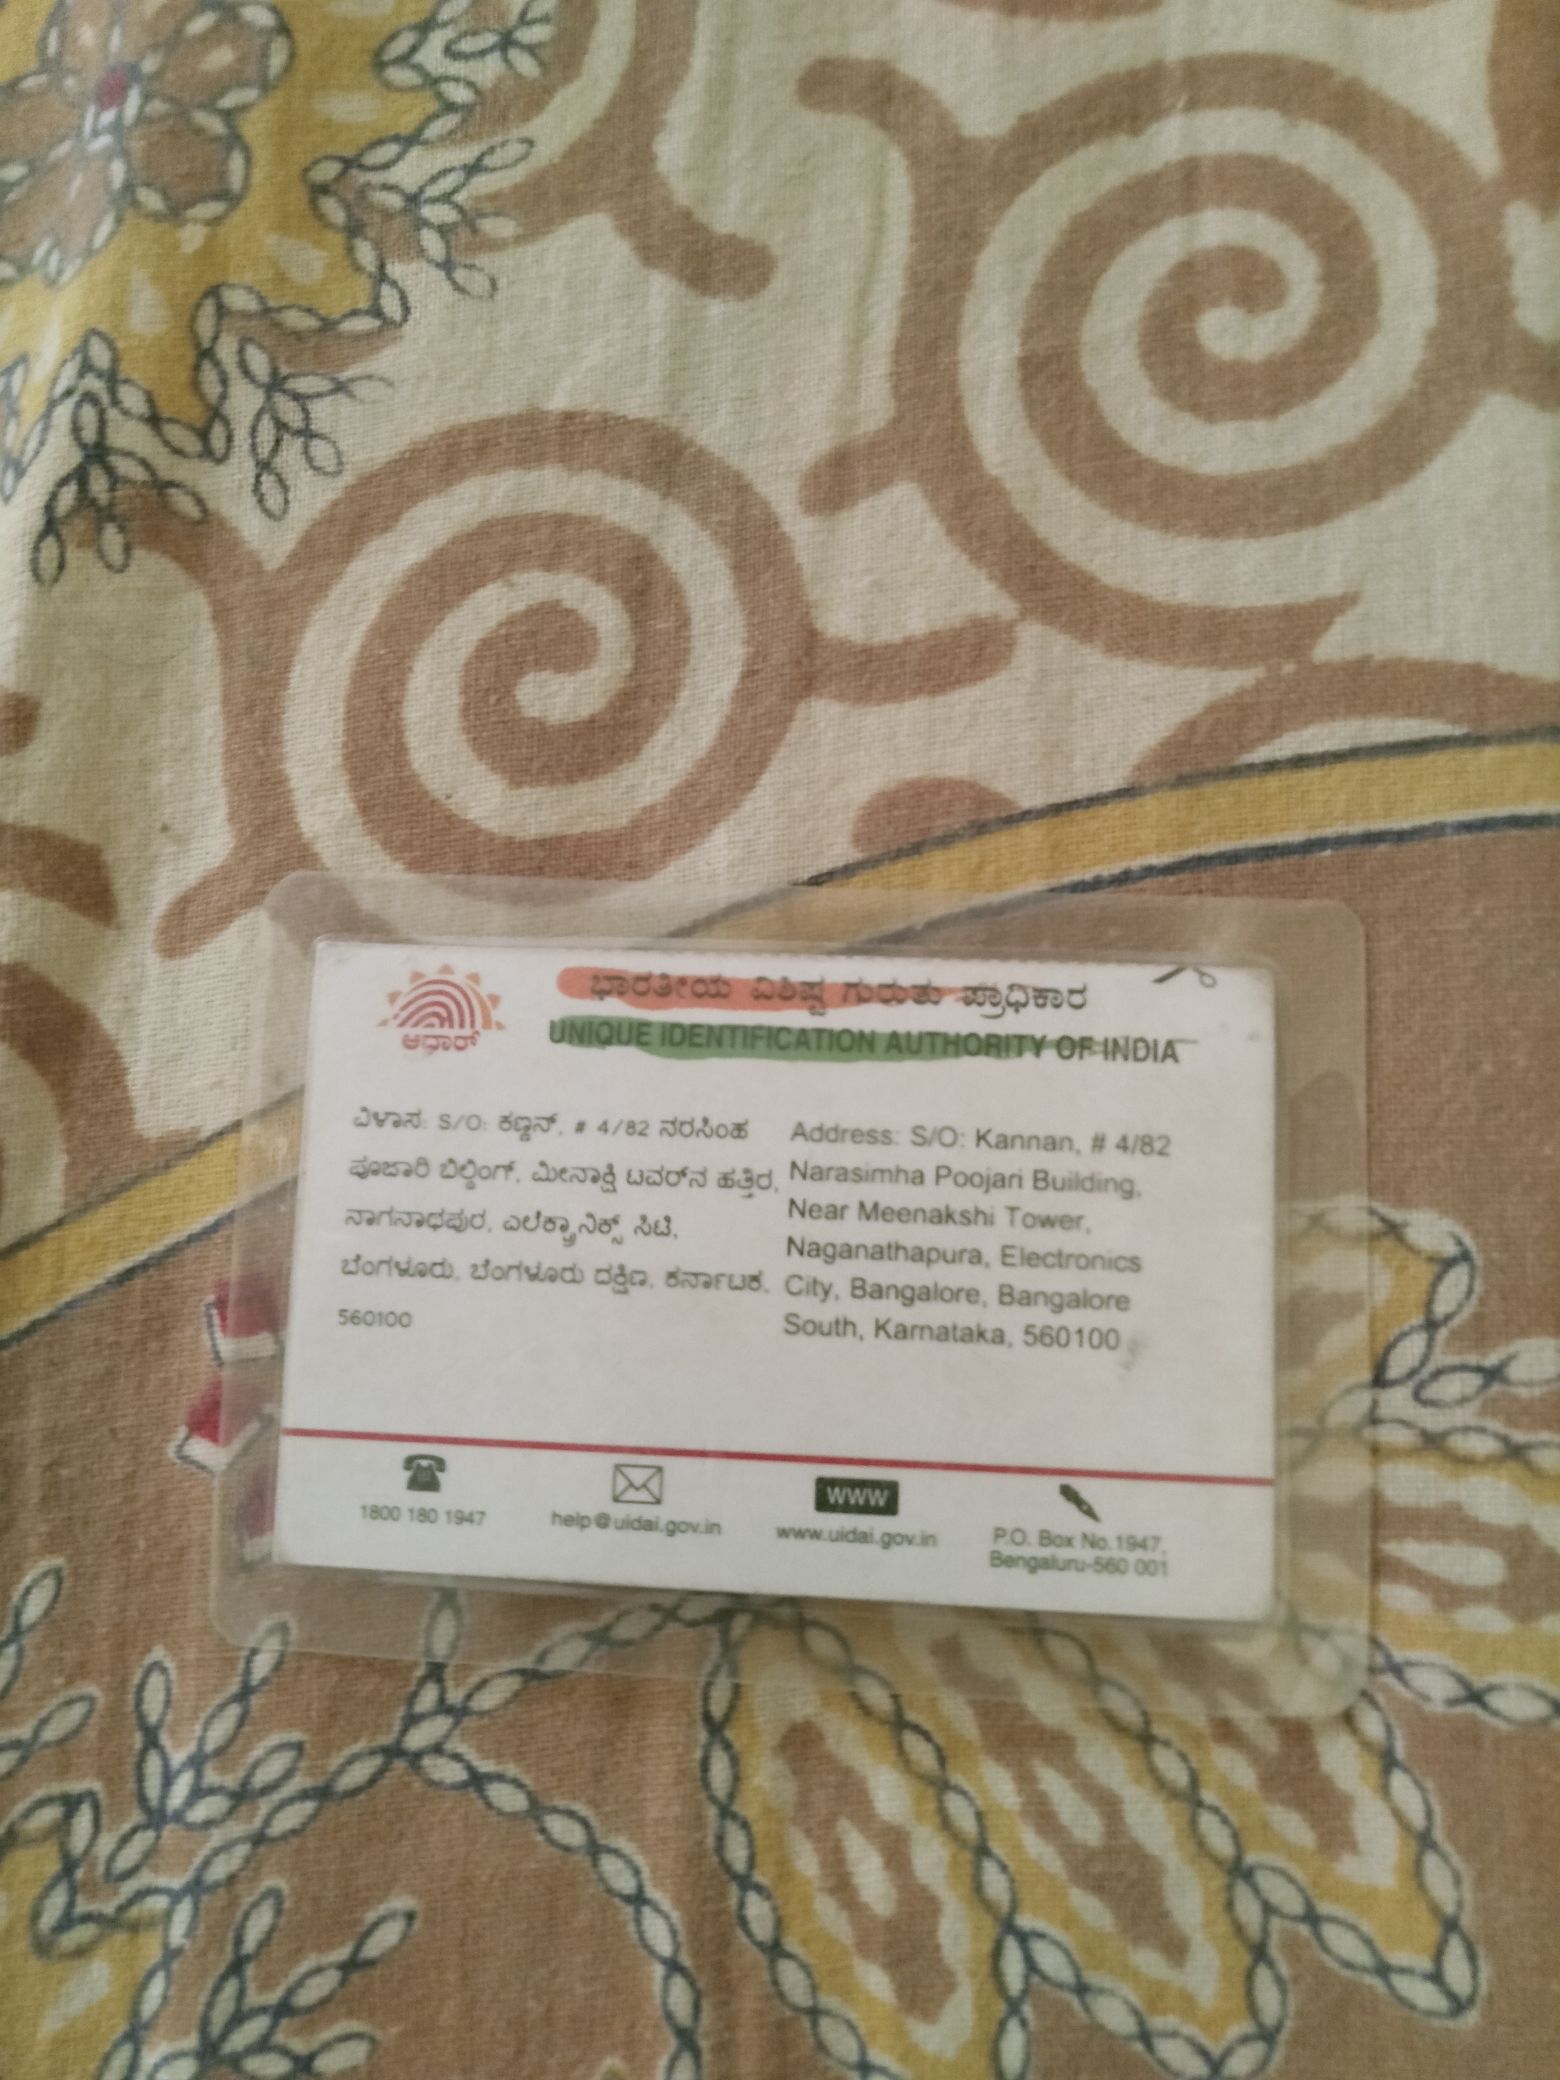 ಆಧಾರ್
ಭಾರತೀಯ ವಿಶಿಷ್ಟ ಗುರುತು ಪ್ರಾಧಿಕಾರ
UNIQUE IDENTIFICATION AUTHORITY OF INDIA
ವಿಳಾಸ: S/O: ಕಣ್ಣನ್, # 4/82 ನರಸಿಂಹ
ಪೂಜಾರಿ ಬಿಲ್ಡಿಂಗ್, ಮೀನಾಕ್ಷಿ ಟವರ್‌ನ ಹತ್ತಿರ,
ನಾಗನಾಥಪುರ, ಎಲೆಕ್ಟ್ರಾನಿಕ್ಸ್ ಸಿಟಿ,
ಬೆಂಗಳೂರು, ಬೆಂಗಳೂರು ದಕ್ಷಿಣ, ಕರ್ನಾಟಕ,
560100
Address: S/O: Kannan, # 4/82
Narasimha Poojari Building,
Near Meenakshi Tower,
Naganathapura, Electronics
City, Bangalore, Bangalore
South, Karnataka, 560100
1800 180 1947
help@uidai.gov.in
WWW
www.uidai.gov.in
P.O. Box No.1947,
Bengaluru-560 001